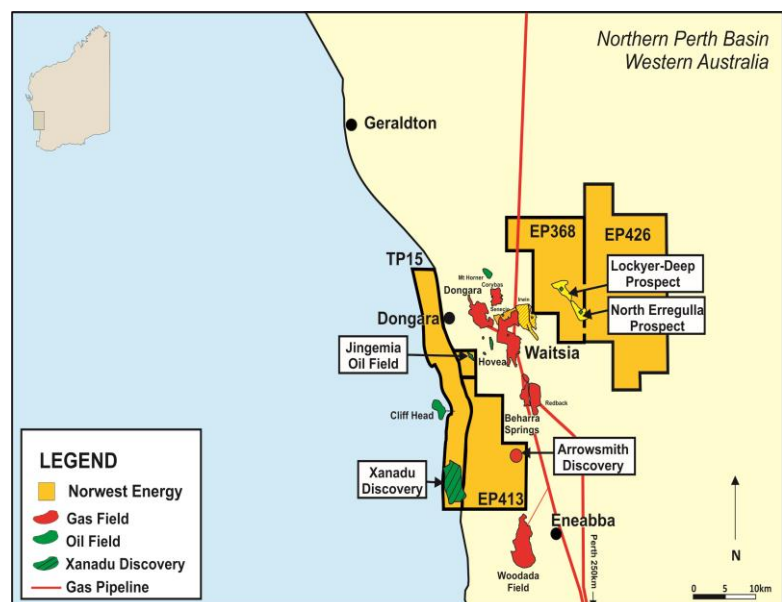 Northern Perth Basin
Western Australia
Geraldton
EP368
EP426
TP15
Lockyer-Deep
Prospect
Mt Horner
Corybas
Dongara
Senecio
Irwin
North Erregulla
Prospect
Dongara
Jingemia
Oil Field
Hovea
Waitsia
Redback
Cliff Head
Beharra
Springs
Arrowsmith
Discovery
Xanadu
Discovery
EP413
Eneabba
Woodada
Field
Perth 250km
LEGEND
Norwest Energy
Gas Field
Oil Field
Xanadu Discovery
Gas Pipeline
N
0 5 10km